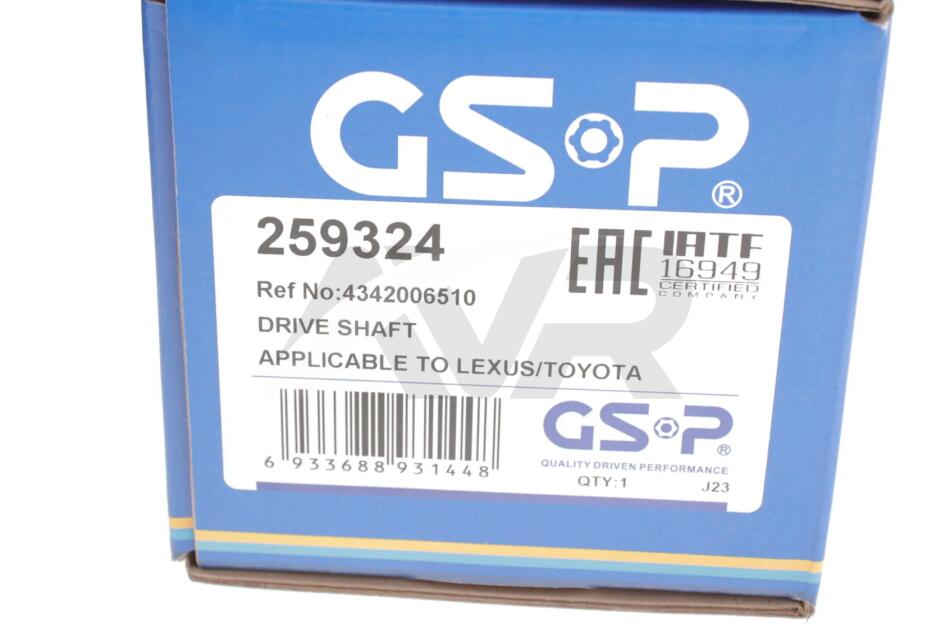 GSP®
259324
EAC IATF
16949
CERTIFIED
COMPANY
Ref No:4342006510
DRIVE SHAFT
APPLICABLE TO LEXUS/TOYOTA
VR
6 933688 931448
GSP®
QUALITY DRIVEN PERFORMANCE
QTY:1 J23